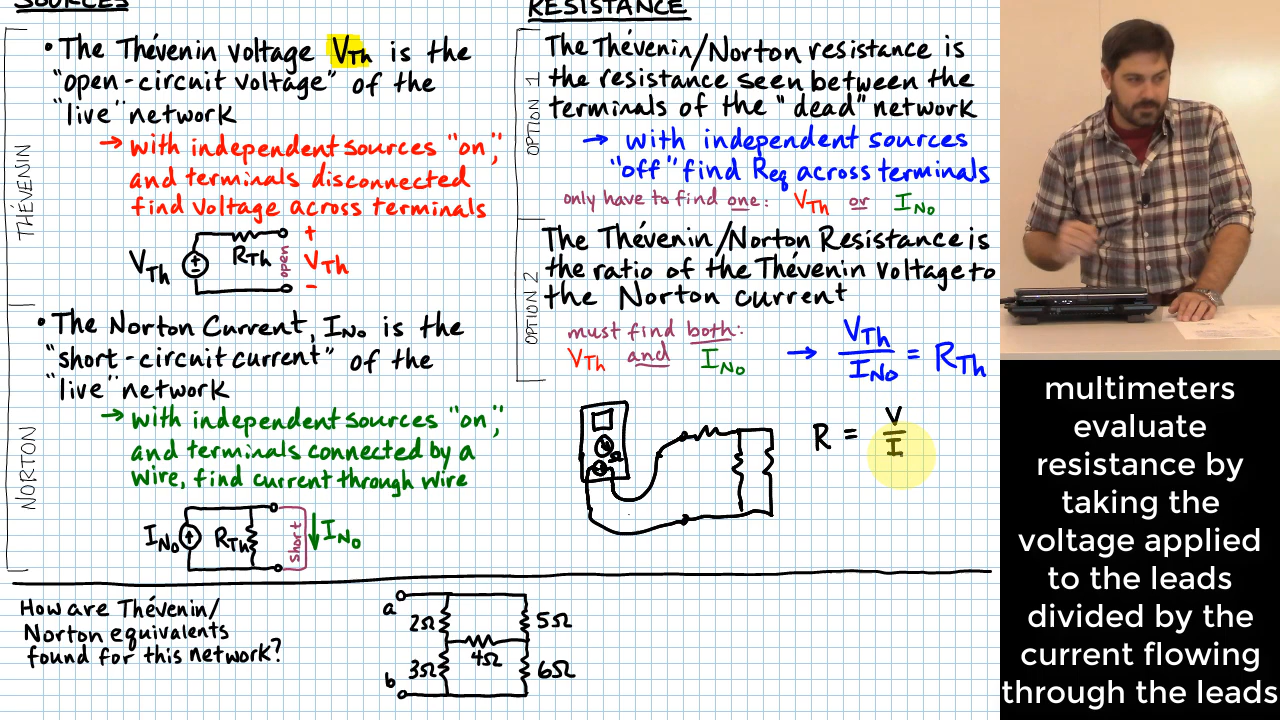 SOURCES
THÉVENIN
• The Thévenin voltage VTh is the
"open-circuit voltage" of the
"live" network
→ with independent sources "on",
and terminals disconnected
find voltage across terminals
VTh
RTh
open
+
VTh
-
NORTON
• The Norton Current, INo is the
"short-circuit current" of the
"live" network
→ with independent sources "on",
and terminals connected by a
wire, find current through wire
INo
RTh
short
INo
RESISTANCE
OPTION 1
The Thévenin/Norton resistance is
the resistance seen between the
terminals of the "dead" network
→ with independent sources
"off" find Req across terminals
only have to find one: VTh or INo
OPTION 2
The Thévenin/Norton Resistance is
the ratio of the Thévenin voltage to
the Norton current
must find both:
VTh and INo
→ VTh
INo
= RTh
Ω
R = V
I
How are Thévenin/
Norton equivalents
found for this network?
a
2Ω
5Ω
4Ω
3Ω
6Ω
b
multimeters
evaluate
resistance by
taking the
voltage applied
to the leads
divided by the
current flowing
through the leads